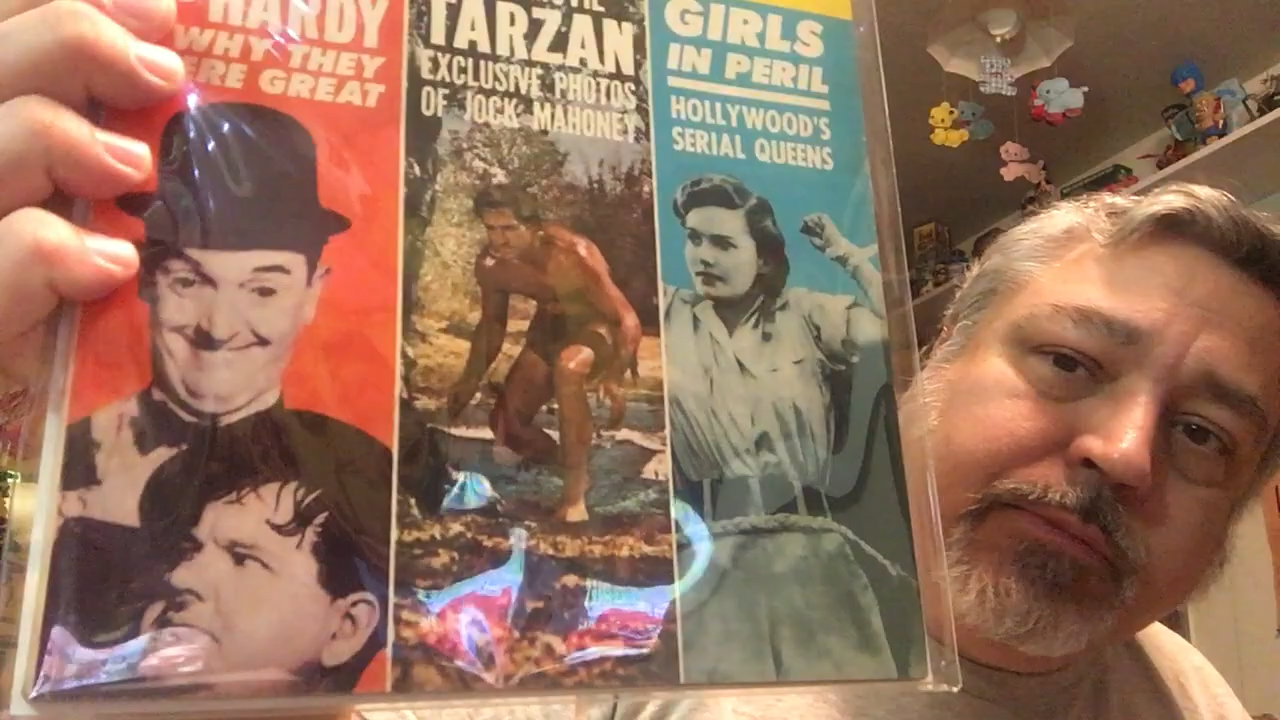 HARDY
WHY THEY
ERE GREAT
TARZAN
EXCLUSIVE PHOTOS
OF JOCK MAHONEY
GIRLS
IN PERIL
HOLLYWOOD'S
SERIAL QUEENS